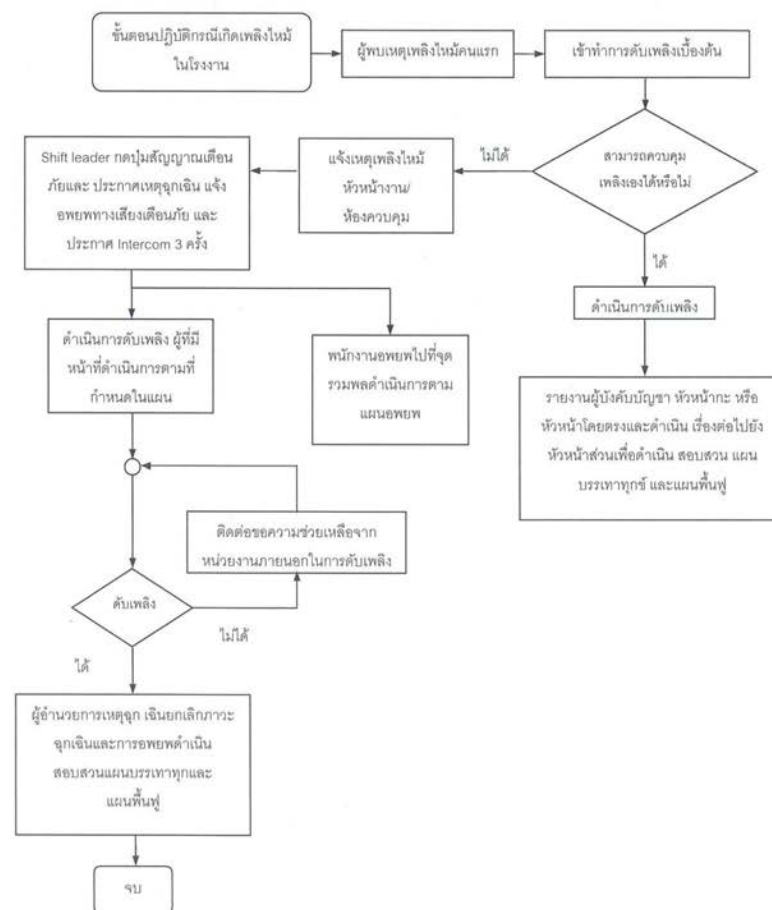 ขั้นตอนปฏิบัติกรณีเกิดเพลิงไหม้
ในโรงงาน
ผู้พบเหตุเพลิงไหม้คนแรก
เข้าทำการดับเพลิงเบื้องต้น
สามารถควบคุม
เพลิงเองได้หรือไม่
ไม่ได้
แจ้งเหตุเพลิงไหม้
หัวหน้างาน/
ห้องควบคุม
Shift leader กดปุ่มสัญญาณเตือน
ภัยและ ประกาศเหตุฉุกเฉิน แจ้ง
อพยพทางเสียงเตือนภัย และ
ประกาศ Intercom 3 ครั้ง
ได้
ดำเนินการดับเพลิง
รายงานผู้บังคับบัญชา หัวหน้ากะ หรือ
หัวหน้าโดยตรงและดำเนิน เรื่องต่อไปยัง
หัวหน้าส่วนเพื่อดำเนิน สอบสวน แผน
บรรเทาทุกข์ และแผนฟื้นฟู
ดำเนินการดับเพลิง ผู้ที่มี
หน้าที่ดำเนินการตามที่
กำหนดในแผน
พนักงานอพยพไปที่จุด
รวมพลดำเนินการตาม
แผนอพยพ
ติดต่อขอความช่วยเหลือจาก
หน่วยงานภายนอกในการดับเพลิง
ดับเพลิง
ไม่ได้
ได้
ผู้อำนวยการเหตุฉุก เฉินยกเลิกภาวะ
ฉุกเฉินและการอพยพดำเนิน
สอบสวนแผนบรรเทาทุกและ
แผนฟื้นฟู
จบ